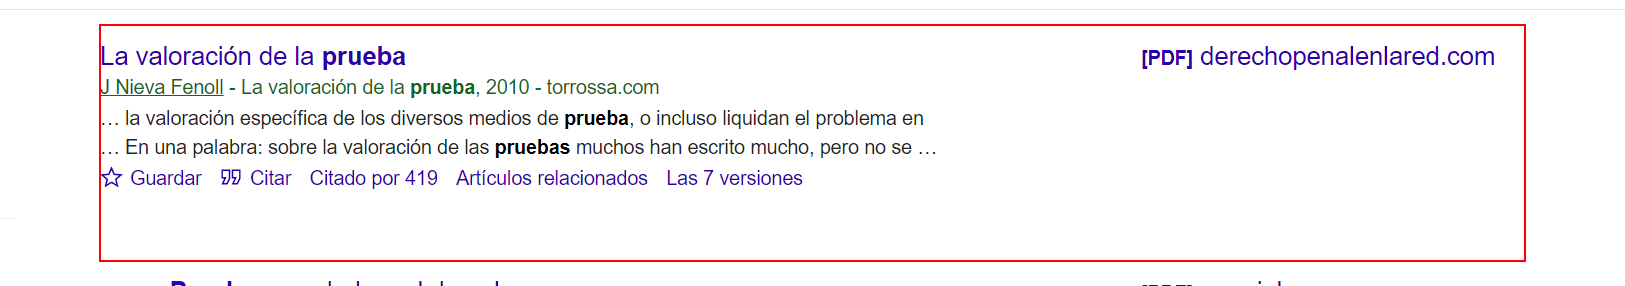 La valoración de la prueba
[PDF] derechopenalenlared.com
J Nieva Fenoll - La valoración de la prueba, 2010 - torrossa.com
… la valoración específica de los diversos medios de prueba, o incluso liquidan el problema en
… En una palabra: sobre la valoración de las pruebas muchos han escrito mucho, pero no se …
Guardar Citar Citado por 419 Artículos relacionados Las 7 versiones